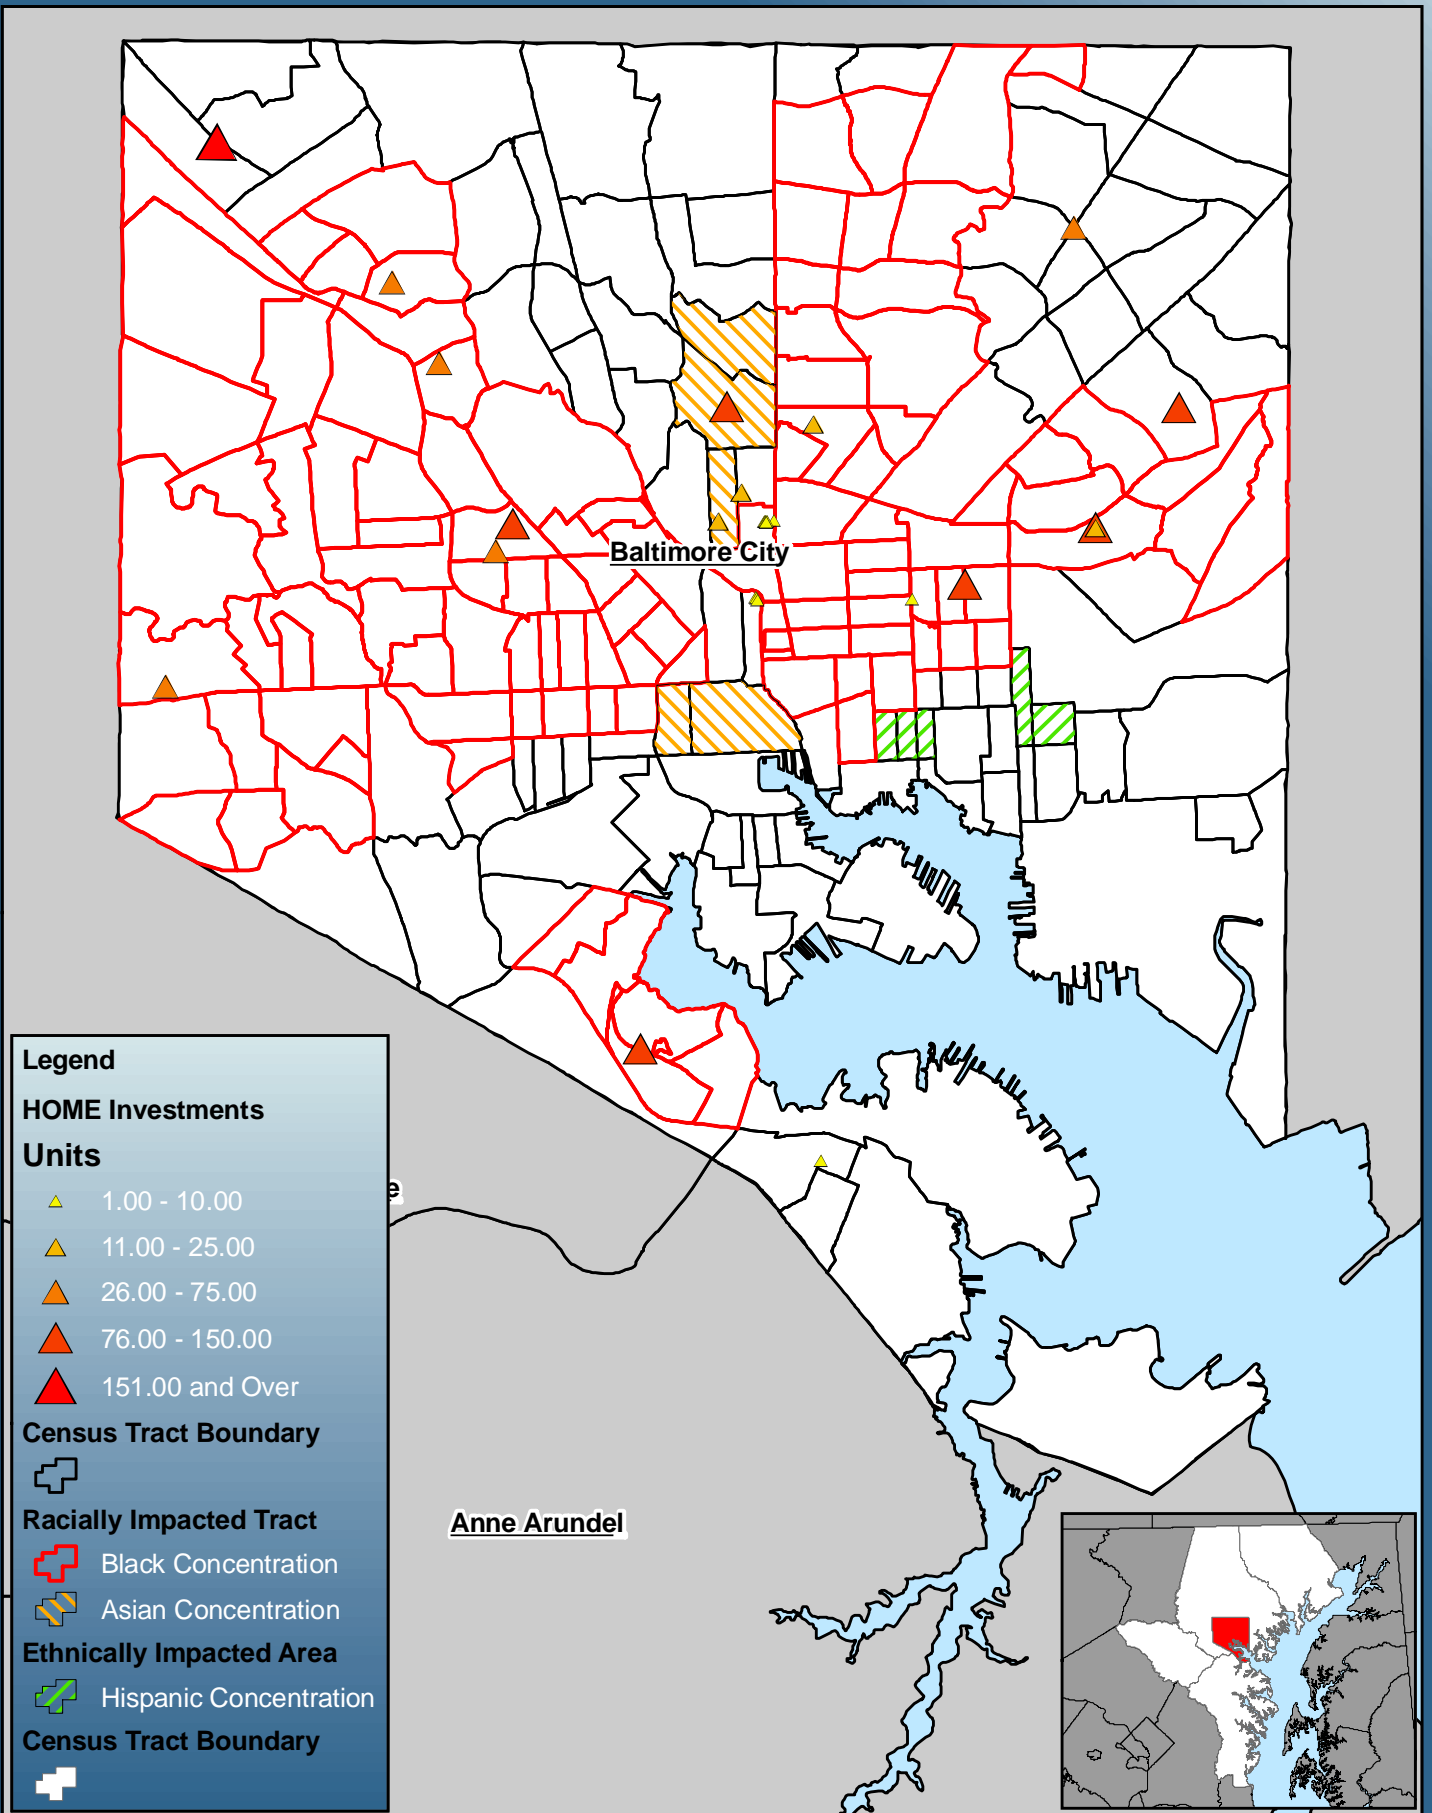 Baltimore City
Legend
HOME Investments
Units
1.00 - 10.00
11.00 - 25.00
26.00 - 75.00
76.00 - 150.00
151.00 and Over
Census Tract Boundary
Racially Impacted Tract
Black Concentration
Asian Concentration
Ethnically Impacted Area
Hispanic Concentration
Census Tract Boundary
e
Anne Arundel